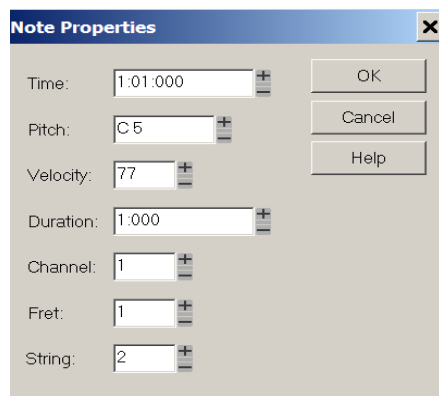 Note Properties
Time: 1:01:000
OK
Pitch: C 5
Cancel
Velocity: 77
Help
Duration: 1:000
Channel: 1
Fret: 1
String: 2